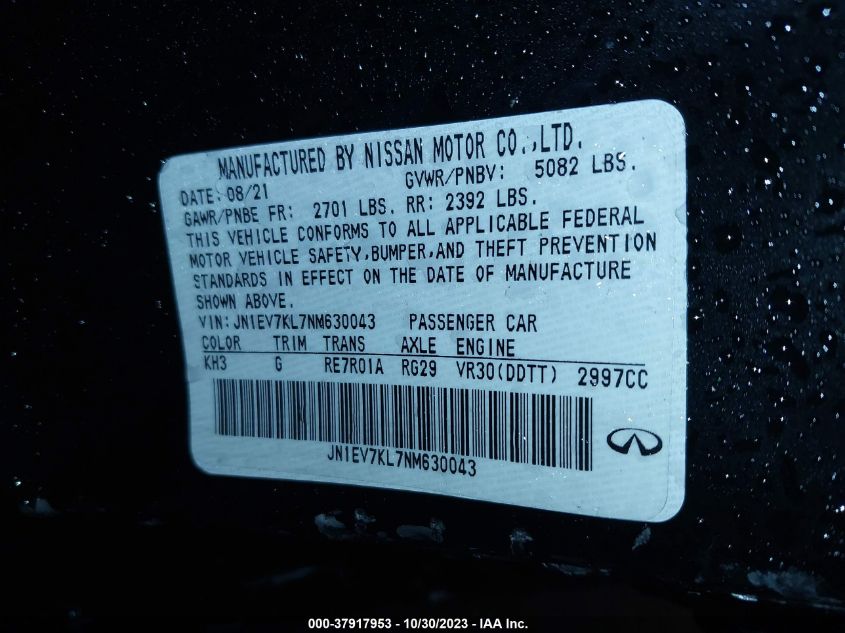 MANUFACTURED BY NISSAN MOTOR CO.,LTD.
DATE: 08/21 GVWR/PNBV: 5082 LBS.
GAWR/PNBE FR: 2701 LBS. RR: 2392 LBS.
THIS VEHICLE CONFORMS TO ALL APPLICABLE FEDERAL
MOTOR VEHICLE SAFETY,BUMPER,AND THEFT PREVENTION
STANDARDS IN EFFECT ON THE DATE OF MANUFACTURE
SHOWN ABOVE.
VIN:JN1EV7KL7NM630043 PASSENGER CAR
COLOR TRIM TRANS AXLE ENGINE
KH3 G RE7R01A RG29 VR30(DDTT) 2997CC
JN1EV7KL7NM630043
000-37917953 - 10/30/2023 - IAA Inc.